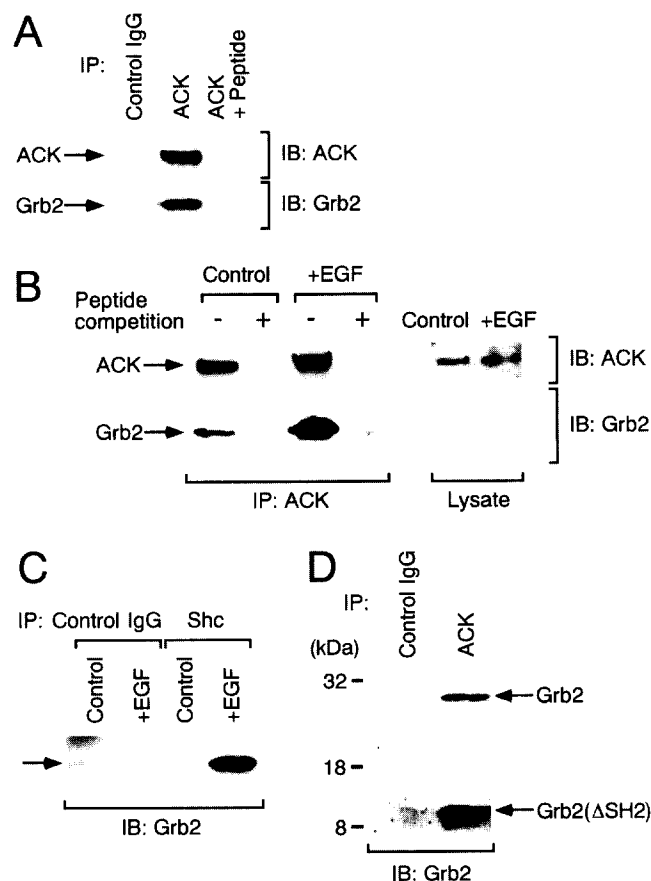 A
IP:
Control IgG
ACK
ACK
+ Peptide
ACK
IB: ACK
Grb2
IB: Grb2
B
Control
+EGF
Peptide
competition
- + - +
Control +EGF
ACK
IB: ACK
Grb2
IB: Grb2
IP: ACK
Lysate
C
IP: Control IgG Shc
Control
+EGF
Control
+EGF
IB: Grb2
D
IP:
Control IgG
ACK
(kDa)
32
Grb2
18
Grb2(ΔSH2)
8
IB: Grb2